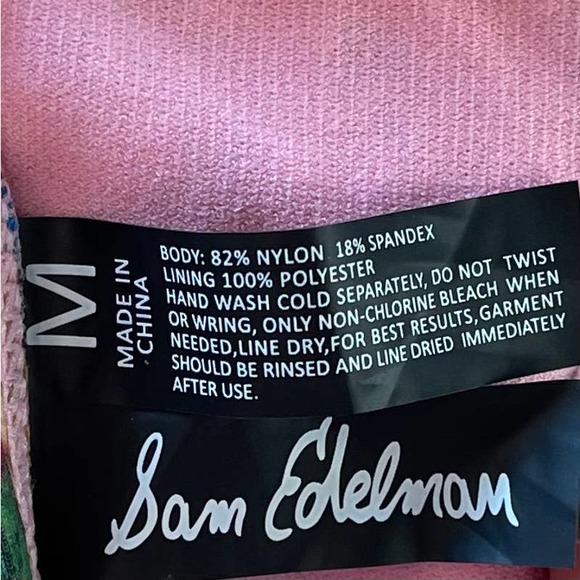 M
MADE IN
CHINA
BODY: 82% NYLON 18% SPANDEX
LINING 100% POLYESTER
HAND WASH COLD SEPARATELY, DO NOT TWIST
OR WRING, ONLY NON-CHLORINE BLEACH WHEN
NEEDED,LINE DRY,FOR BEST RESULTS,GARMENT
SHOULD BE RINSED AND LINE DRIED IMMEDIATELY
AFTER USE.
Sam Edelman